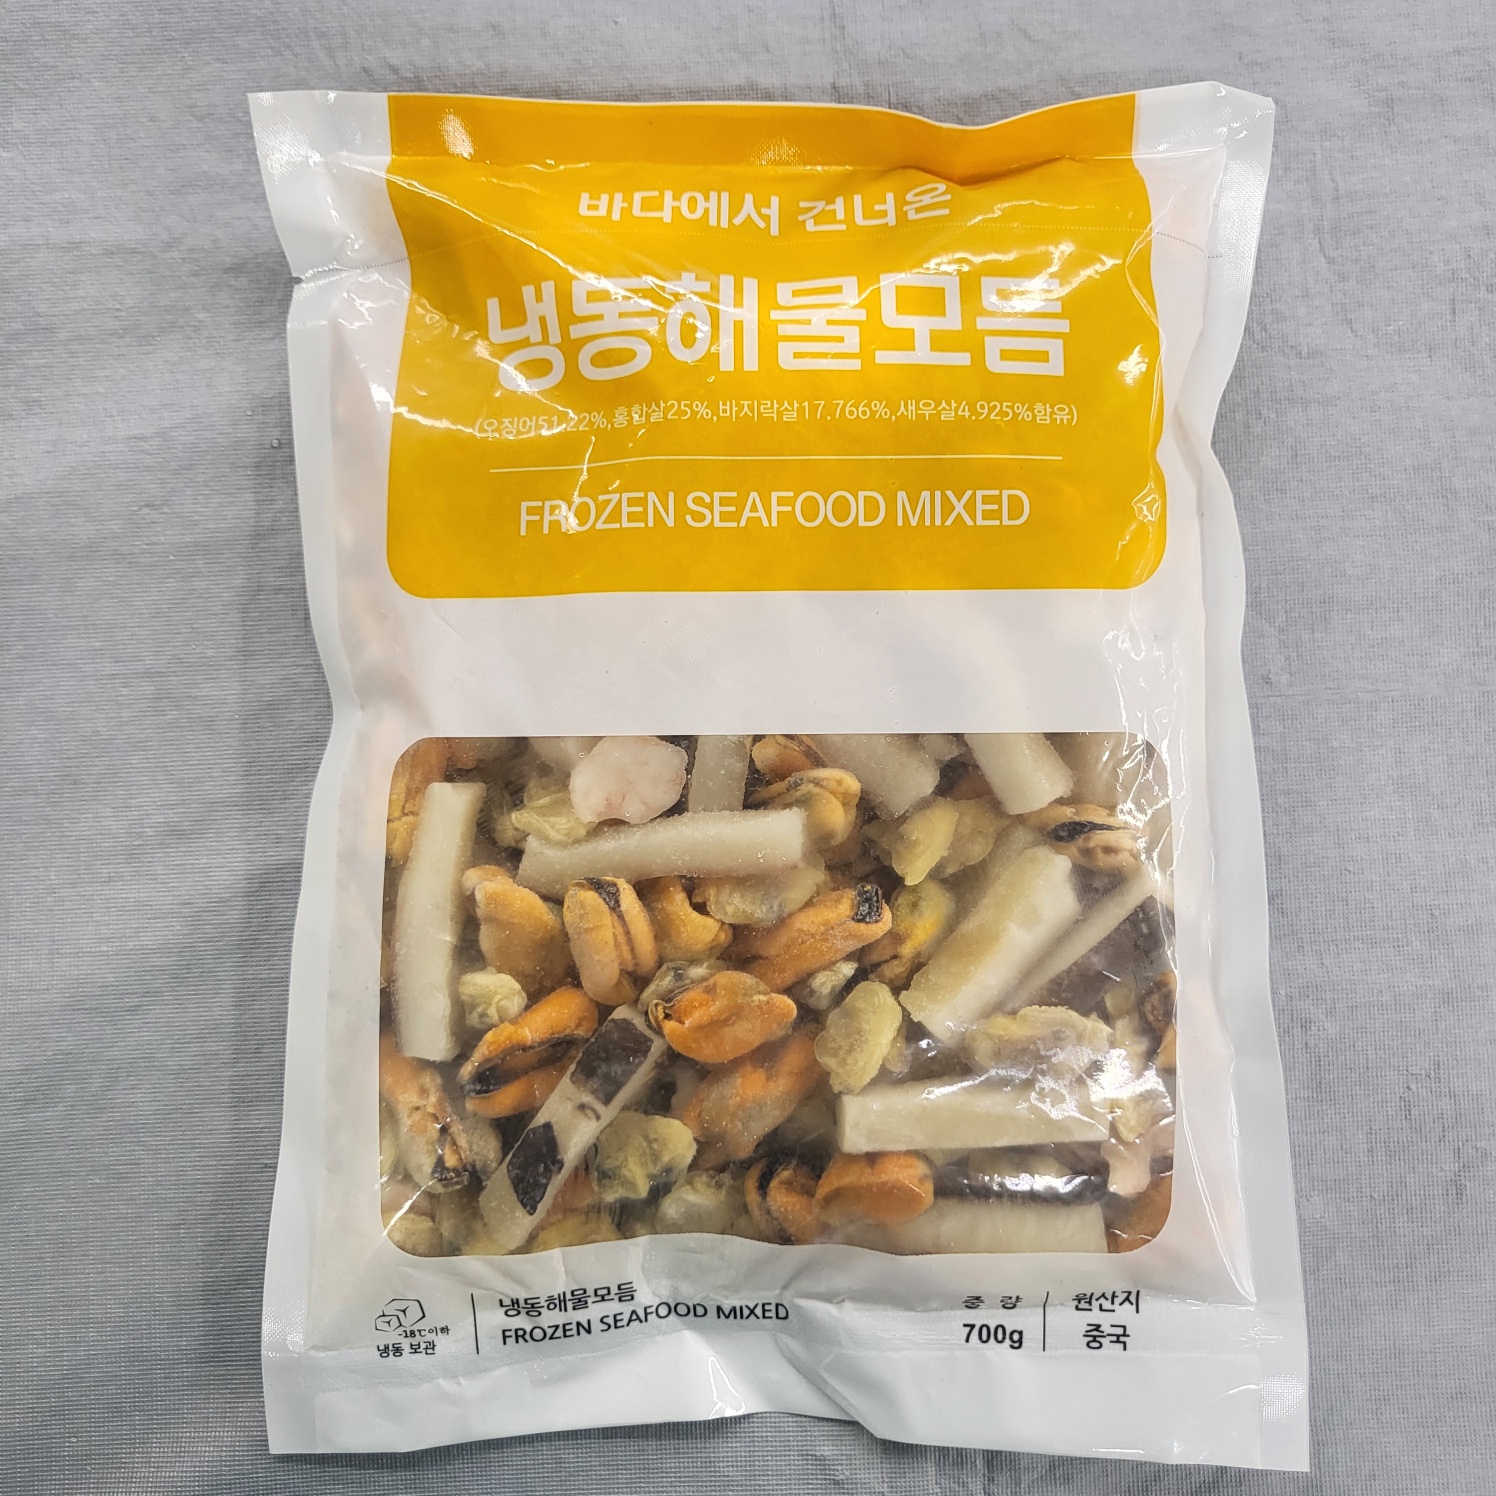 바다에서 건너온
냉동해물모듬
(오징어51.22%,홍합살25%,바지락살17.766%,새우살4.925%함유)
FROZEN SEAFOOD MIXED
-18℃이하
냉동 보관
냉동해물모듬
FROZEN SEAFOOD MIXED
중 량
700g
원산지
중국